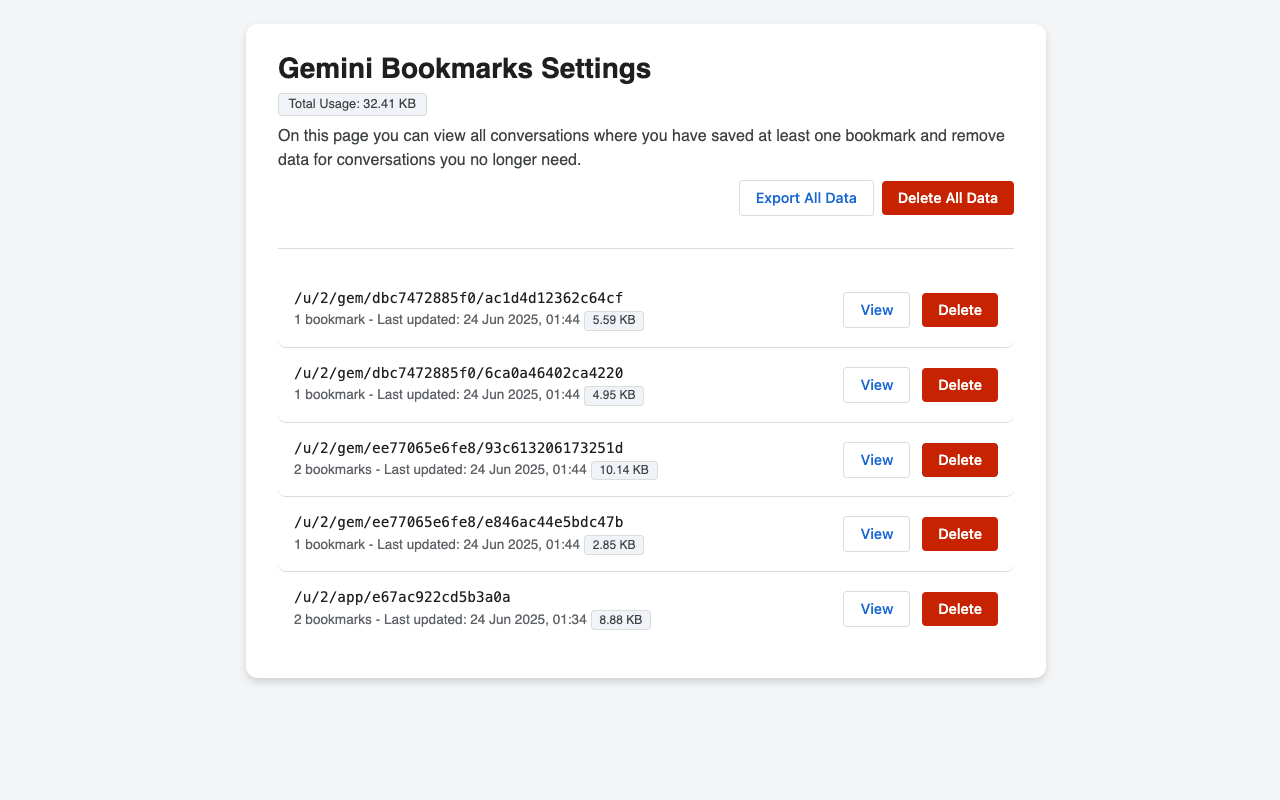 Gemini Bookmarks Settings
Total Usage: 32.41 KB
On this page you can view all conversations where you have saved at least one bookmark and remove
data for conversations you no longer need.
Export All Data
Delete All Data
/u/2/gem/dbc7472885f0/ac1d4d12362c64cf
1 bookmark - Last updated: 24 Jun 2025, 01:44 5.59 KB
View
Delete
/u/2/gem/dbc7472885f0/6ca0a46402ca4220
1 bookmark - Last updated: 24 Jun 2025, 01:44 4.95 KB
View
Delete
/u/2/gem/ee77065e6fe8/93c613206173251d
2 bookmarks - Last updated: 24 Jun 2025, 01:44 10.14 KB
View
Delete
/u/2/gem/ee77065e6fe8/e846ac44e5bdc47b
1 bookmark - Last updated: 24 Jun 2025, 01:44 2.85 KB
View
Delete
/u/2/app/e67ac922cd5b3a0a
2 bookmarks - Last updated: 24 Jun 2025, 01:34 8.88 KB
View
Delete